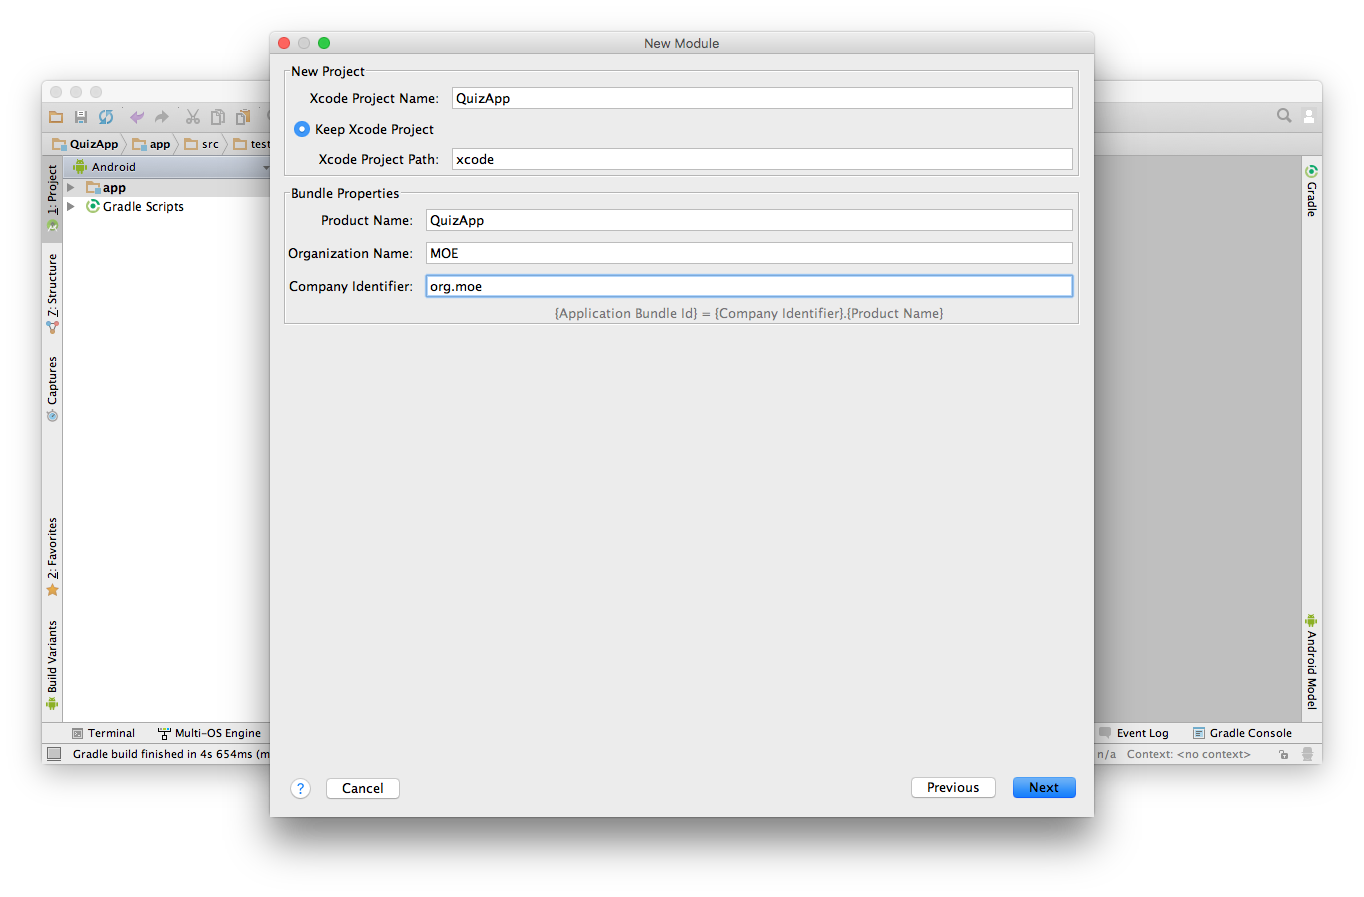 New Module
New Project
Xcode Project Name: QuizApp
Keep Xcode Project
Xcode Project Path: xcode
Bundle Properties
Product Name: QuizApp
Organization Name: MOE
Company Identifier: org.moe
{Application Bundle Id} = {Company Identifier}.{Product Name}
? Cancel Previous Next
QuizApp app src test
Android
app
Gradle Scripts
1: Project
Z: Structure
Captures
2: Favorites
Build Variants
Gradle
Android Model
Terminal Multi-OS Engine Event Log Gradle Console
Gradle build finished in 4s 654ms (m n/a Context: <no context>